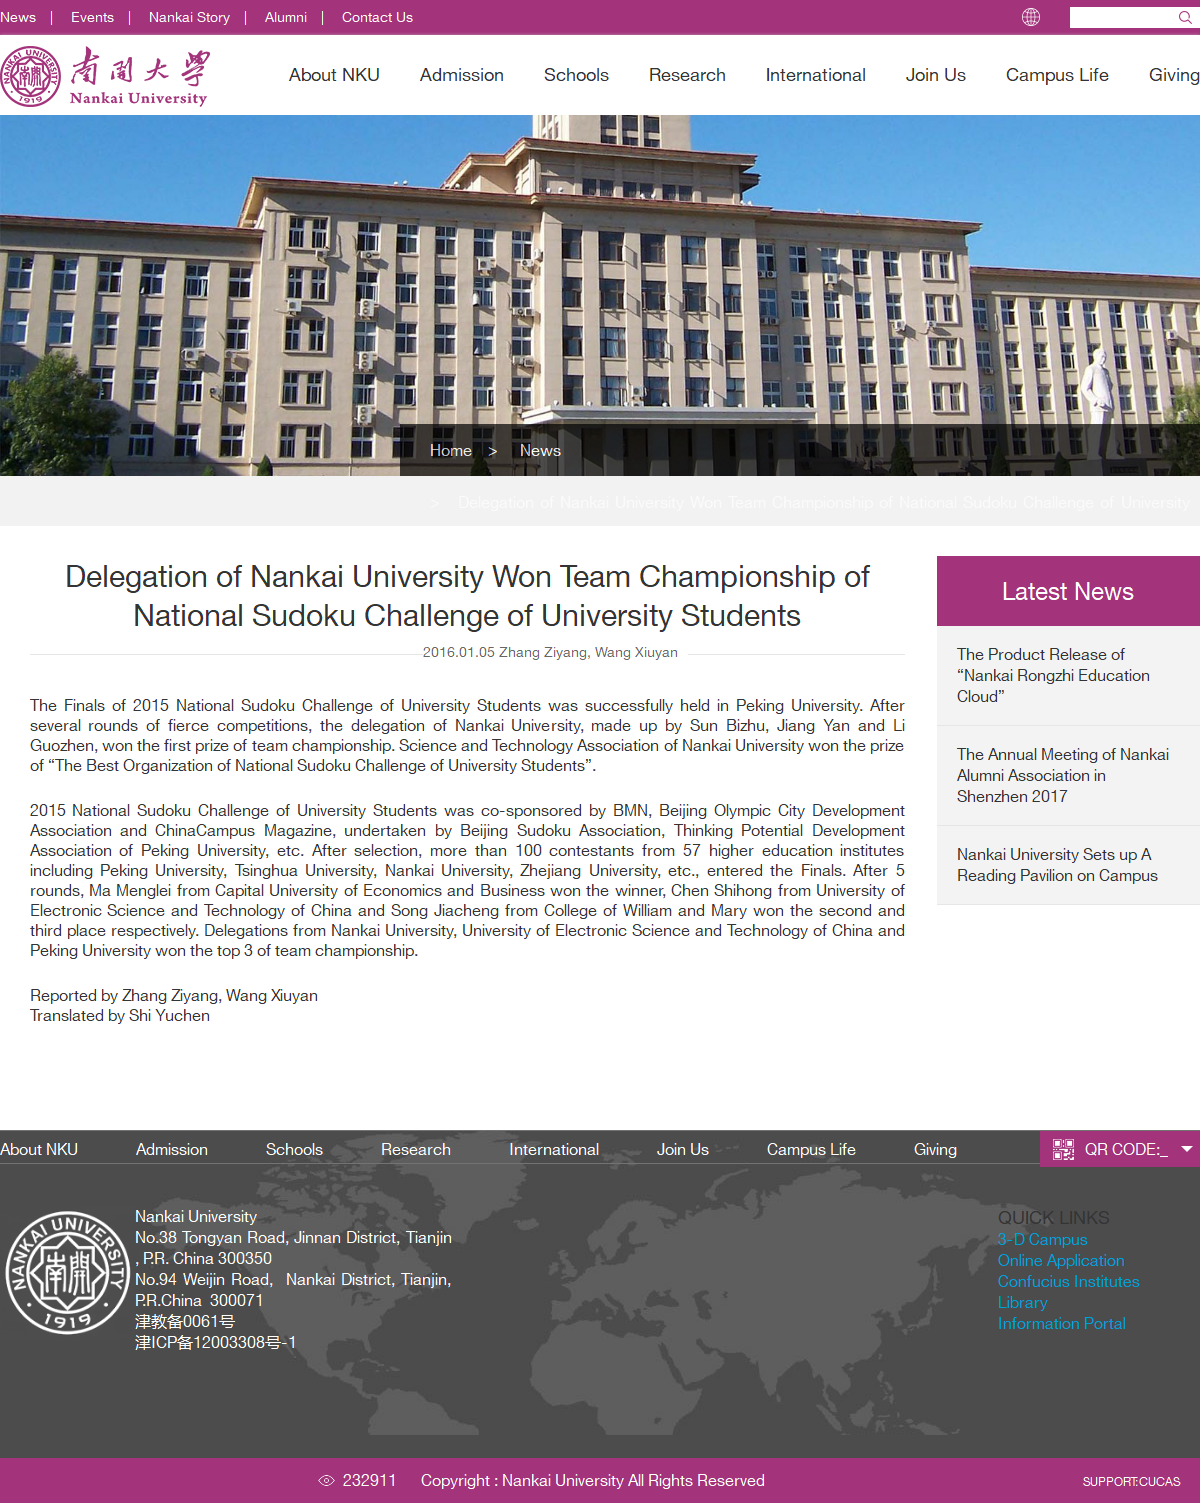 News | Events | Nankai Story | Alumni | Contact Us
南開大學
Nankai University
NANKAI UNIVERSITY
南開
1919
About NKU Admission Schools Research International Join Us Campus Life Giving
Home > News
> Delegation of Nankai University Won Team Championship of National Sudoku Challenge of University
Delegation of Nankai University Won Team Championship of
National Sudoku Challenge of University Students
2016.01.05 Zhang Ziyang, Wang Xiuyan
The Finals of 2015 National Sudoku Challenge of University Students was successfully held in Peking University. After
several rounds of fierce competitions, the delegation of Nankai University, made up by Sun Bizhu, Jiang Yan and Li
Guozhen, won the first prize of team championship. Science and Technology Association of Nankai University won the prize
of “The Best Organization of National Sudoku Challenge of University Students”.
2015 National Sudoku Challenge of University Students was co-sponsored by BMN, Beijing Olympic City Development
Association and ChinaCampus Magazine, undertaken by Beijing Sudoku Association, Thinking Potential Development
Association of Peking University, etc. After selection, more than 100 contestants from 57 higher education institutes
including Peking University, Tsinghua University, Nankai University, Zhejiang University, etc., entered the Finals. After 5
rounds, Ma Menglei from Capital University of Economics and Business won the winner, Chen Shihong from University of
Electronic Science and Technology of China and Song Jiacheng from College of William and Mary won the second and
third place respectively. Delegations from Nankai University, University of Electronic Science and Technology of China and
Peking University won the top 3 of team championship.
Reported by Zhang Ziyang, Wang Xiuyan
Translated by Shi Yuchen
Latest News
The Product Release of
“Nankai Rongzhi Education
Cloud”
The Annual Meeting of Nankai
Alumni Association in
Shenzhen 2017
Nankai University Sets up A
Reading Pavilion on Campus
About NKU Admission Schools Research International Join Us Campus Life Giving
QR CODE:_
NANKAI UNIVERSITY
南開
1919
Nankai University
No.38 Tongyan Road, Jinnan District, Tianjin
, P.R. China 300350
No.94 Weijin Road, Nankai District, Tianjin,
P.R.China 300071
津教备0061号
津ICP备12003308号-1
QUICK LINKS
3-D Campus
Online Application
Confucius Institutes
Library
Information Portal
232911 Copyright : Nankai University All Rights Reserved
SUPPORT:CUCAS